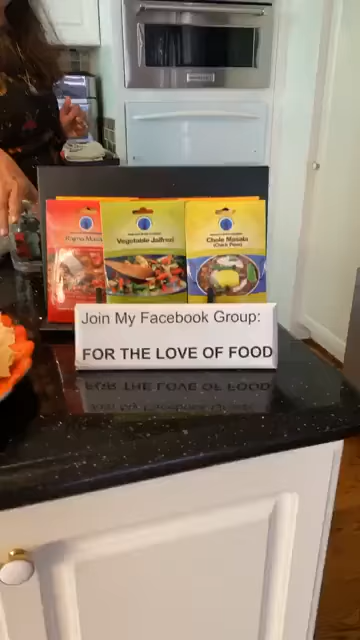 Vegetable Jalfrezi
Chole Masala
(Chick Peas)
Join My Facebook Group:
FOR THE LOVE OF FOOD